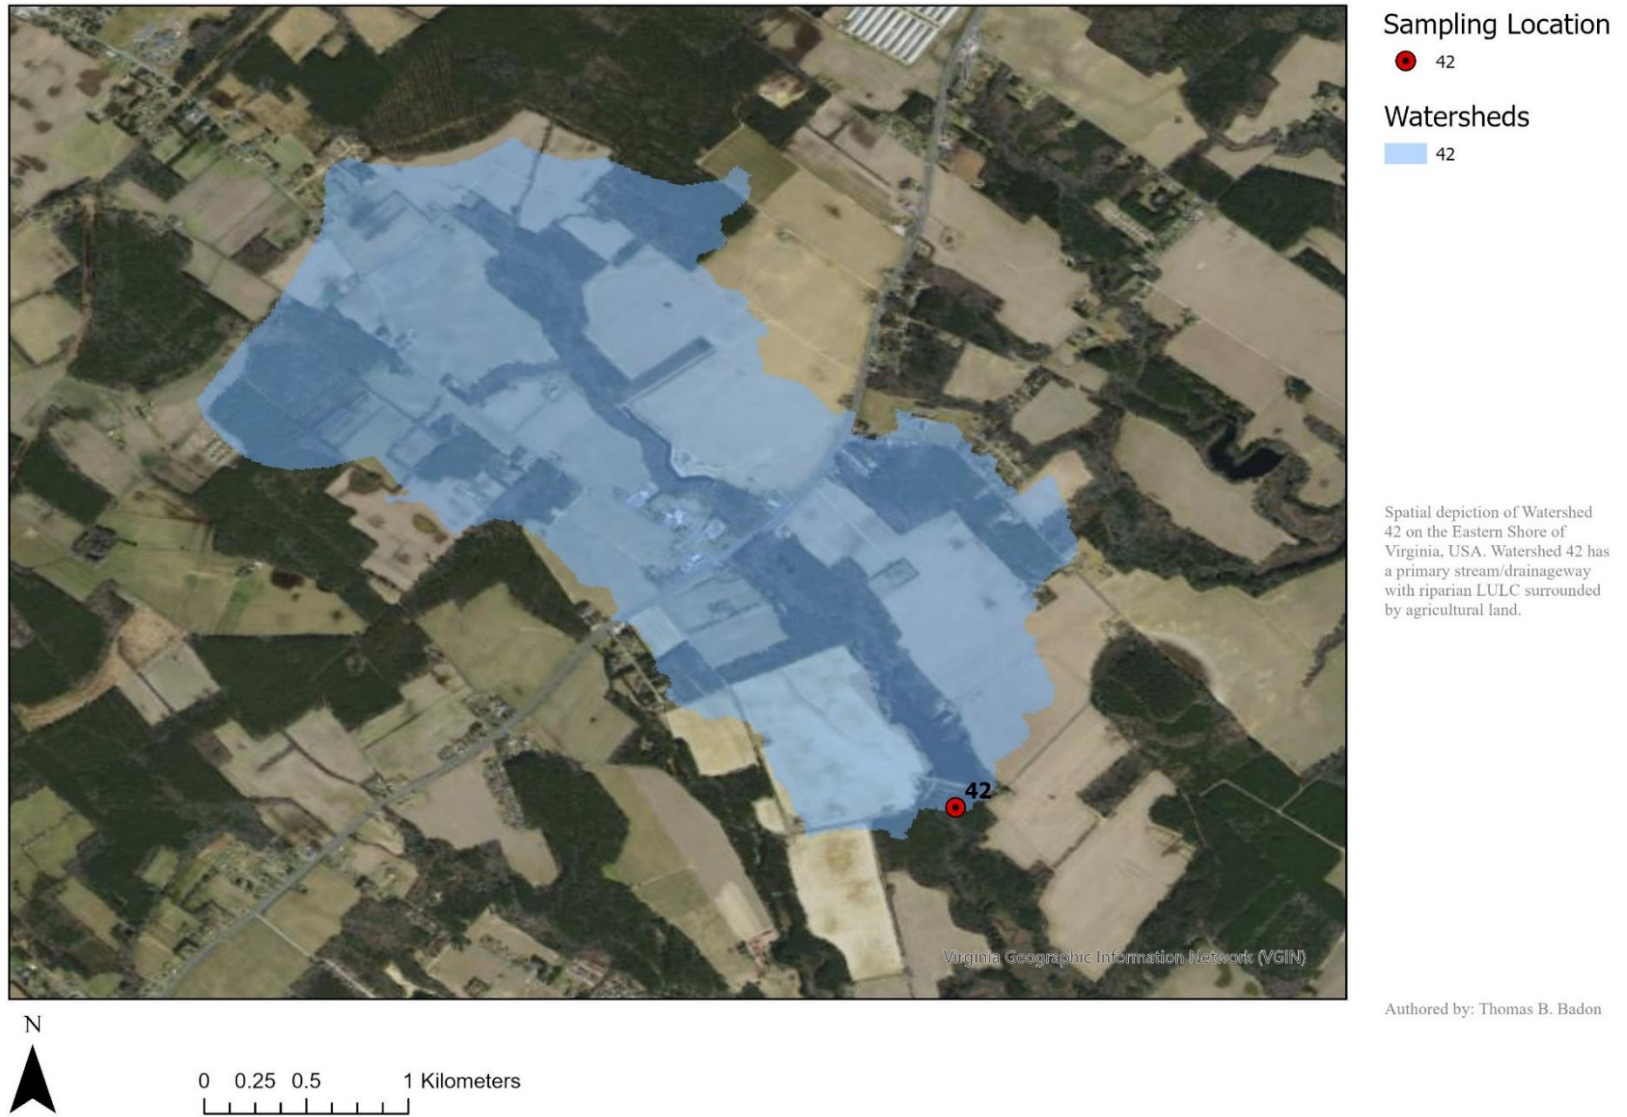 Sampling Location
42
Watersheds
42
Spatial depiction of Watershed
42 on the Eastern Shore of
Virginia, USA. Watershed 42 has
a primary stream/drainageway
with riparian LULC surrounded
by agricultural land.
42
Virginia Geographic Information Network (VGIN)
Authored by: Thomas B. Badon
N
0 0.25 0.5 1 Kilometers